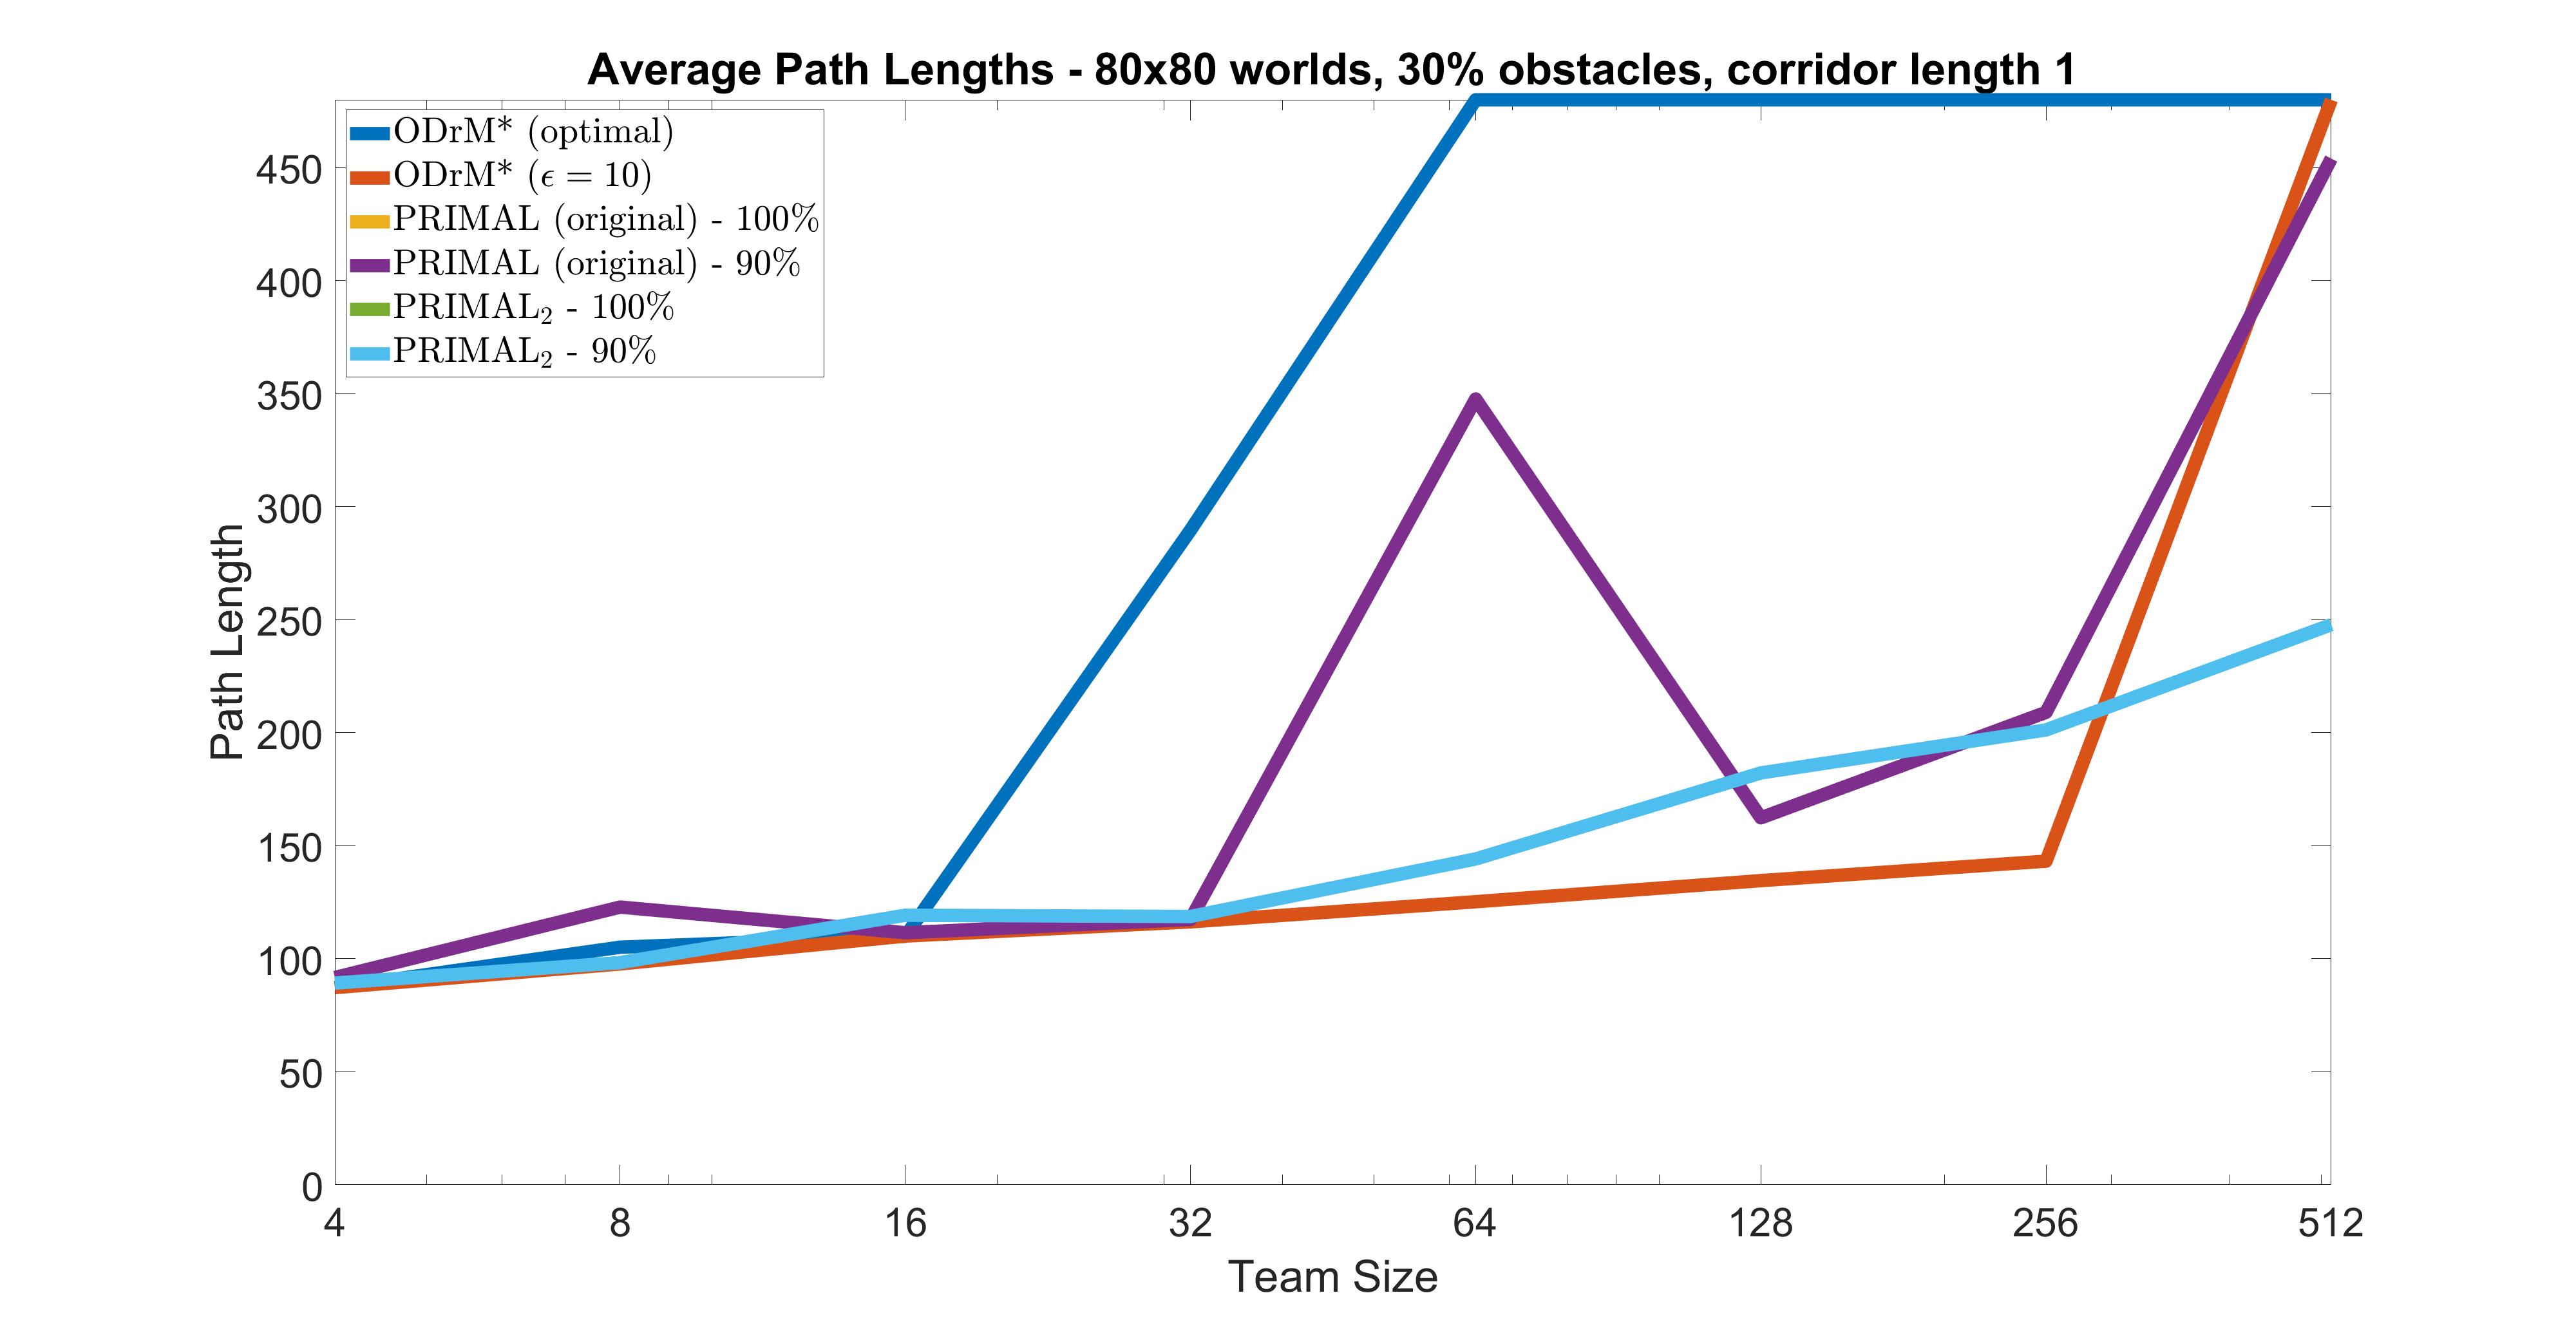 Average Path Lengths - 80x80 worlds, 30% obstacles, corridor length 1
ODrM* (optimal)
ODrM* (ϵ = 10)
PRIMAL (original) - 100%
PRIMAL (original) - 90%
PRIMAL₂ - 100%
PRIMAL₂ - 90%
450
400
350
300
250
200
150
100
50
0
Path Length
4 8 16 32 64 128 256 512
Team Size